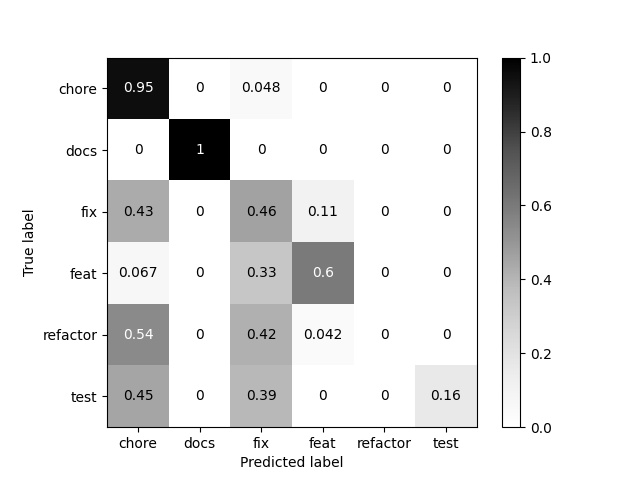 chore 0.95 0 0.048 0 0 0
docs 0 1 0 0 0 0
fix 0.43 0 0.46 0.11 0 0
feat 0.067 0 0.33 0.6 0 0
refactor 0.54 0 0.42 0.042 0 0
test 0.45 0 0.39 0 0 0.16
chore docs fix feat refactor test
Predicted label
True label
1.0
0.8
0.6
0.4
0.2
0.0